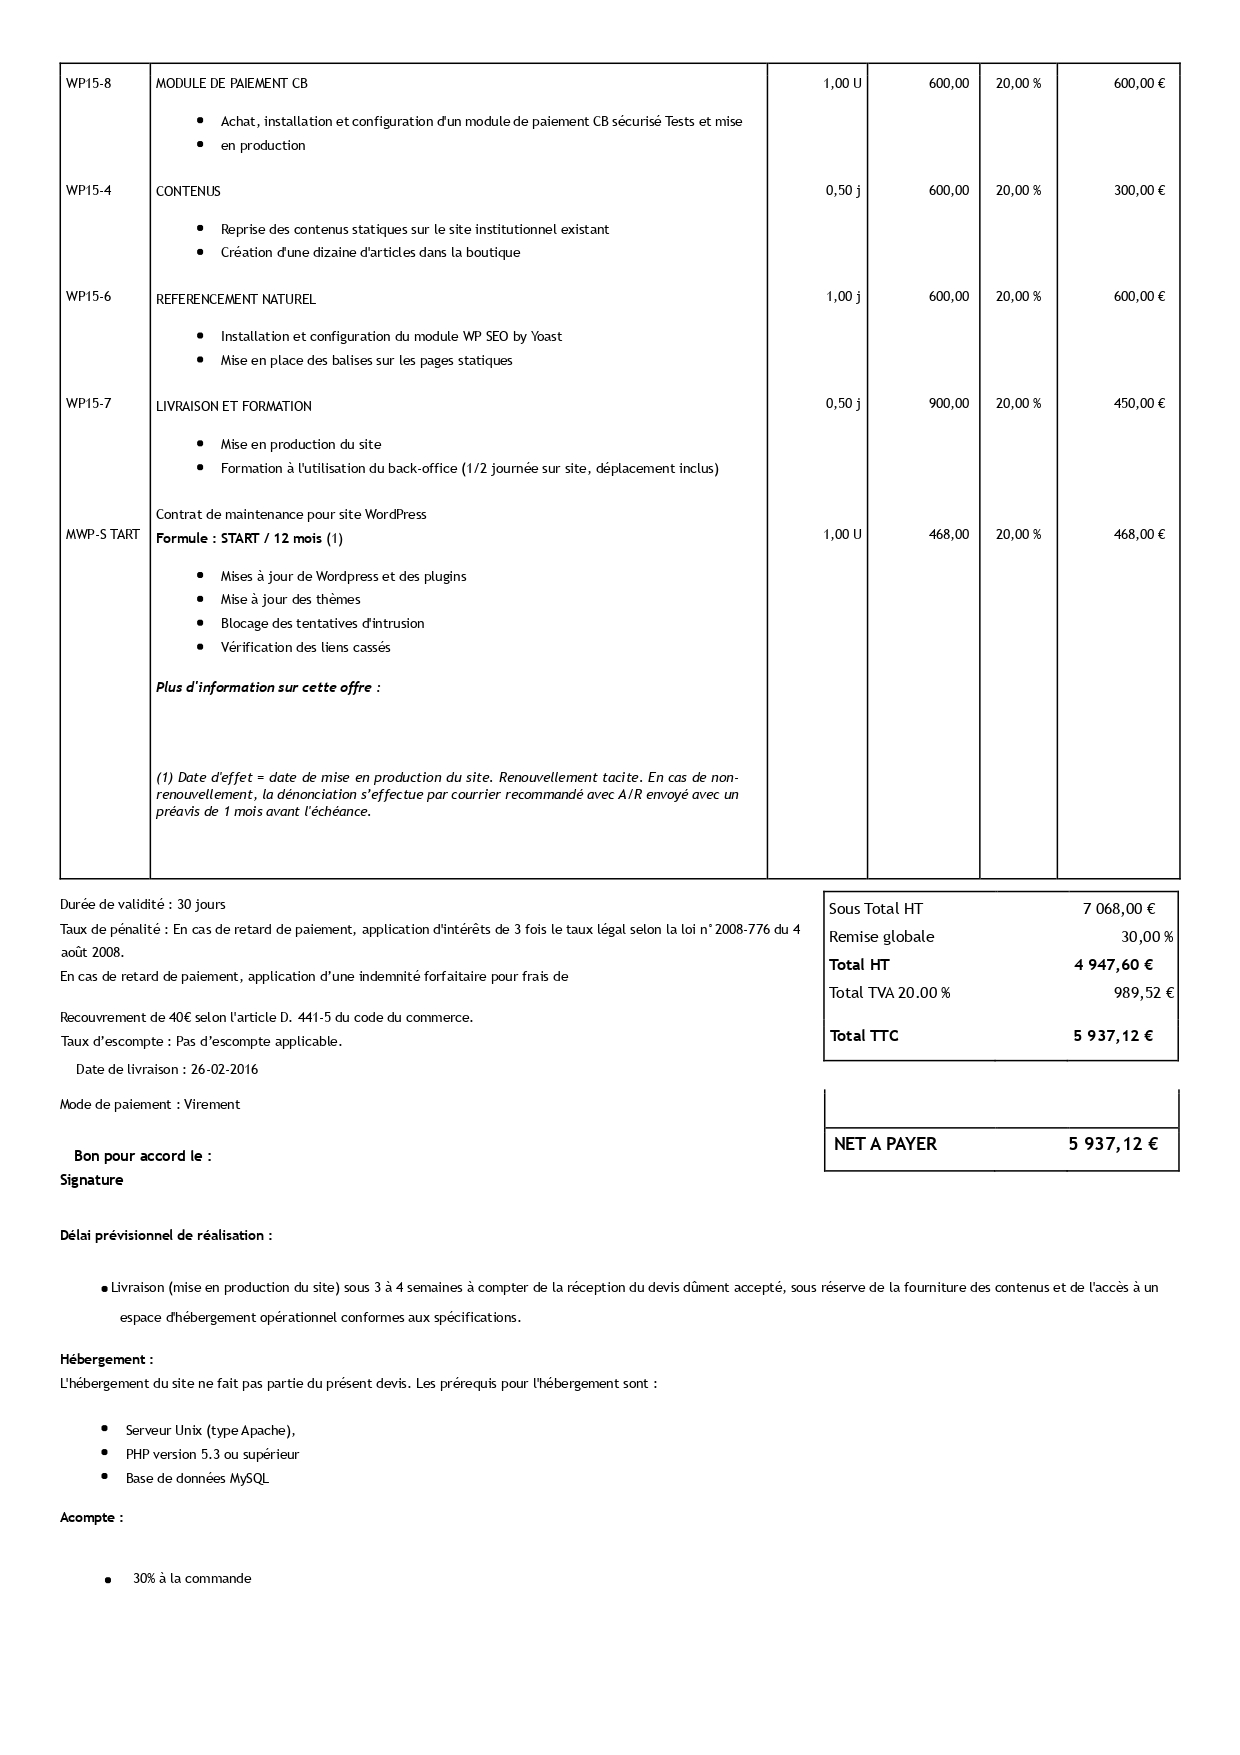 WP15-8 MODULE DE PAIEMENT CB 1,00 U 600,00 20,00 % 600,00 €
• Achat, installation et configuration d'un module de paiement CB sécurisé Tests et mise
• en production
WP15-4 CONTENUS 0,50 j 600,00 20,00 % 300,00 €
• Reprise des contenus statiques sur le site institutionnel existant
• Création d'une dizaine d'articles dans la boutique
WP15-6 REFERENCEMENT NATUREL 1,00 j 600,00 20,00 % 600,00 €
• Installation et configuration du module WP SEO by Yoast
• Mise en place des balises sur les pages statiques
WP15-7 LIVRAISON ET FORMATION 0,50 j 900,00 20,00 % 450,00 €
• Mise en production du site
• Formation à l'utilisation du back-office (1/2 journée sur site, déplacement inclus)
Contrat de maintenance pour site WordPress
MWP-S TART Formule : START / 12 mois (1) 1,00 U 468,00 20,00 % 468,00 €
• Mises à jour de Wordpress et des plugins
• Mise à jour des thèmes
• Blocage des tentatives d'intrusion
• Vérification des liens cassés
Plus d'information sur cette offre :
(1) Date d'effet = date de mise en production du site. Renouvellement tacite. En cas de non-
renouvellement, la dénonciation s’effectue par courrier recommandé avec A/R envoyé avec un
préavis de 1 mois avant l'échéance.
Durée de validité : 30 jours
Taux de pénalité : En cas de retard de paiement, application d'intérêts de 3 fois le taux légal selon la loi n°2008-776 du 4
août 2008.
En cas de retard de paiement, application d’une indemnité forfaitaire pour frais de
Recouvrement de 40€ selon l'article D. 441-5 du code du commerce.
Taux d’escompte : Pas d’escompte applicable.
Date de livraison : 26-02-2016
Mode de paiement : Virement
Sous Total HT 7 068,00 €
Remise globale 30,00 %
Total HT 4 947,60 €
Total TVA 20.00 % 989,52 €
Total TTC 5 937,12 €
NET A PAYER 5 937,12 €
Bon pour accord le :
Signature
Délai prévisionnel de réalisation :
• Livraison (mise en production du site) sous 3 à 4 semaines à compter de la réception du devis dûment accepté, sous réserve de la fourniture des contenus et de l'accès à un
espace d'hébergement opérationnel conformes aux spécifications.
Hébergement :
L'hébergement du site ne fait pas partie du présent devis. Les prérequis pour l'hébergement sont :
• Serveur Unix (type Apache),
• PHP version 5.3 ou supérieur
• Base de données MySQL
Acompte :
• 30% à la commande